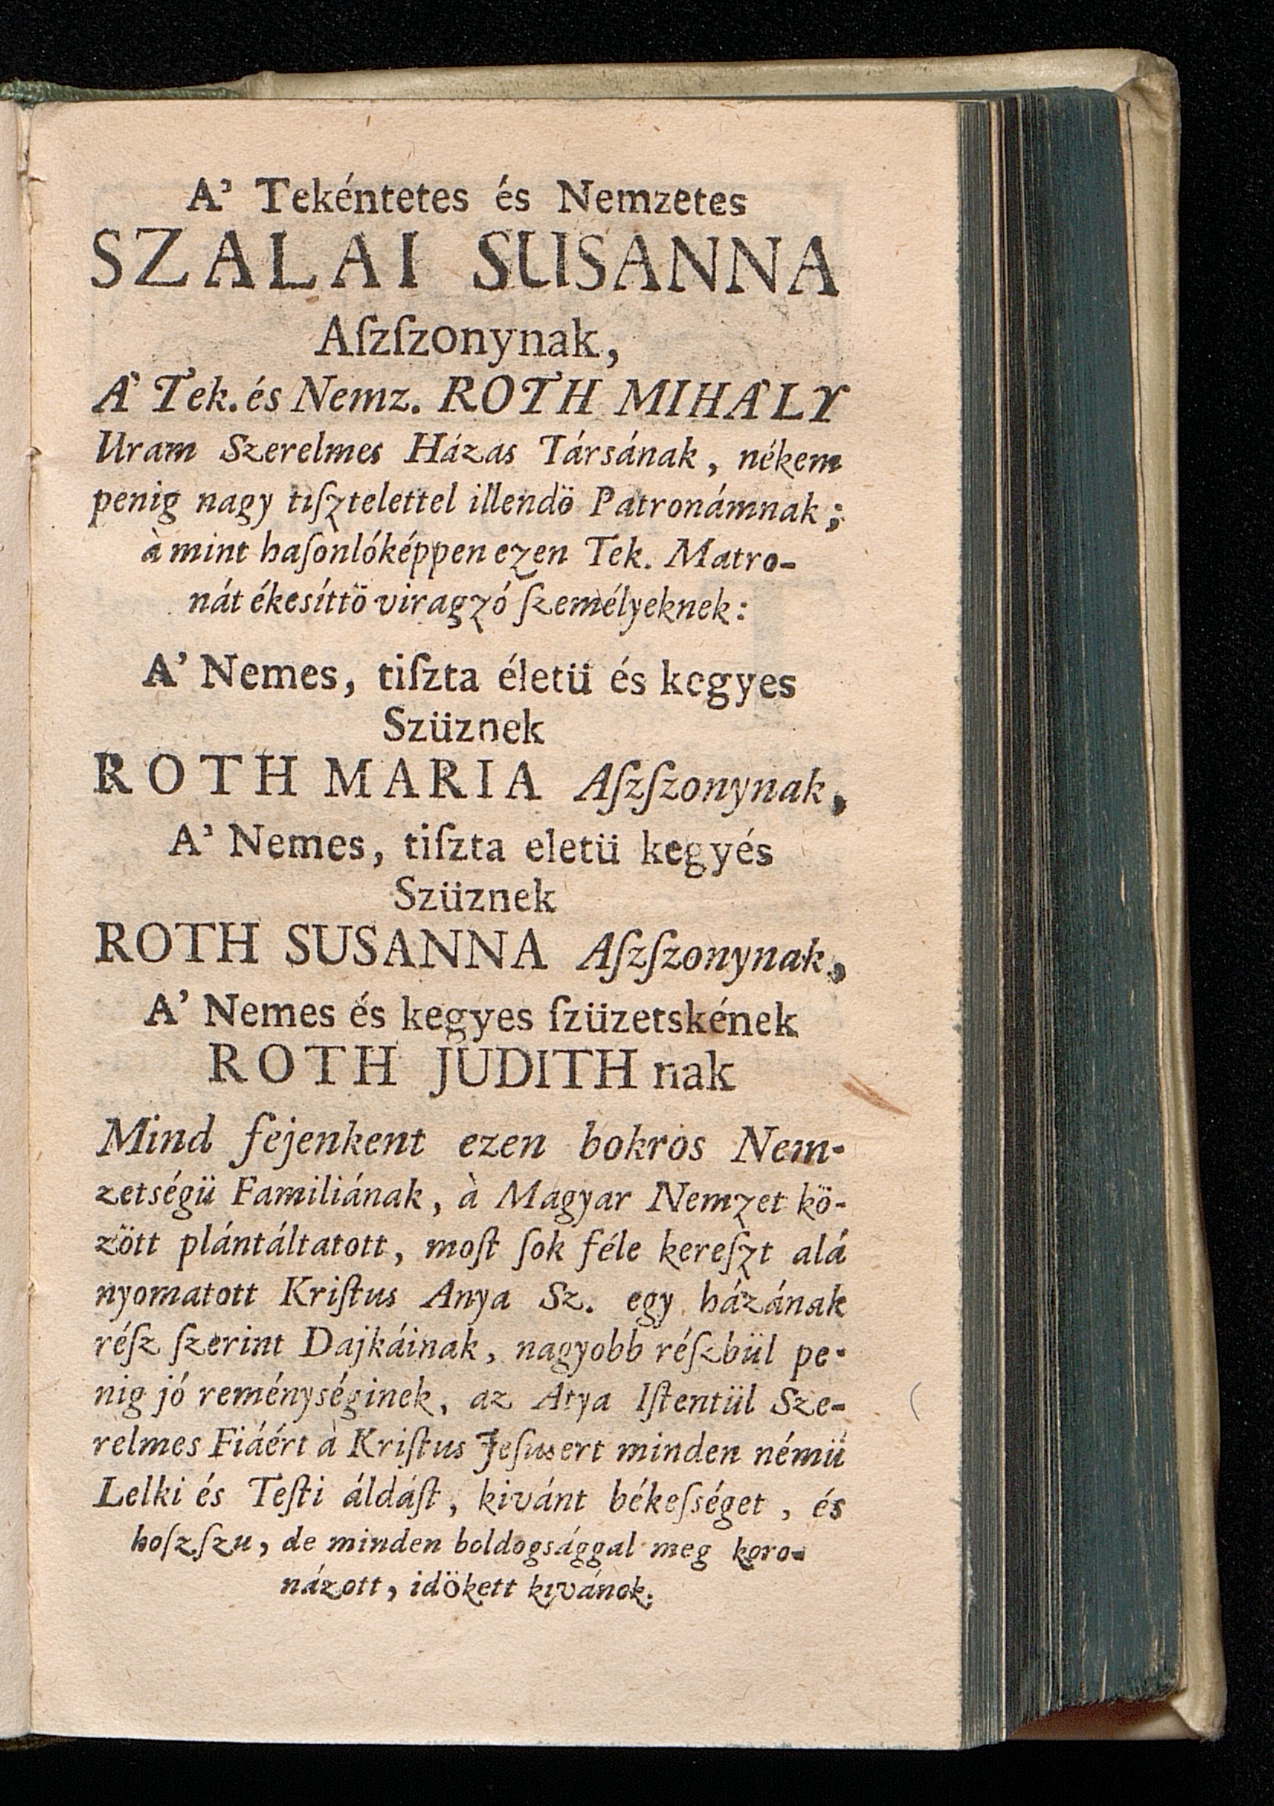 A' Tekéntetes és Nemzetes
SZALAI SUSANNA
Aſzſzonynak,
A' Tek. és Nemz. ROTH MIHA'LY
Uram Szerelmes Házas Társának, nékem
penig nagy tiſztelettel illendö Patronámnak;
à mint haſonlóképpen ezen Tek. Matro-
nát ékesíttö viragzó ſzemélyeknek:
A' Nemes, tiſzta életü és kegyes
Szüznek
ROTH MARIA Aſzſzonynak,
A' Nemes, tiſzta eletü kegyés
Szüznek
ROTH SUSANNA Aſzſzonynak,
A' Nemes és kegyes ſzüzetskének
ROTH JUDITH nak
Mind fejenkent ezen bokros Nem-
zetségü Familiának, à Magyar Nemzet kö-
zött plántáltatott, moſt ſok féle kereſzt alá
nyomatott Kriſtus Anya Sz. egy házának
réſz ſzerint Dajkáinak, nagyobb réſzbül pe-
nig jó reménységinek, az Atya Iſtentül Sze-
relmes Fiáért à Kriſtus Jeſusert minden némü
Lelki és Teſti áldáſt, kivánt békeſséget, és
hoſzſzu, de minden boldogsággal meg koro-
názott, idökett kivánok.